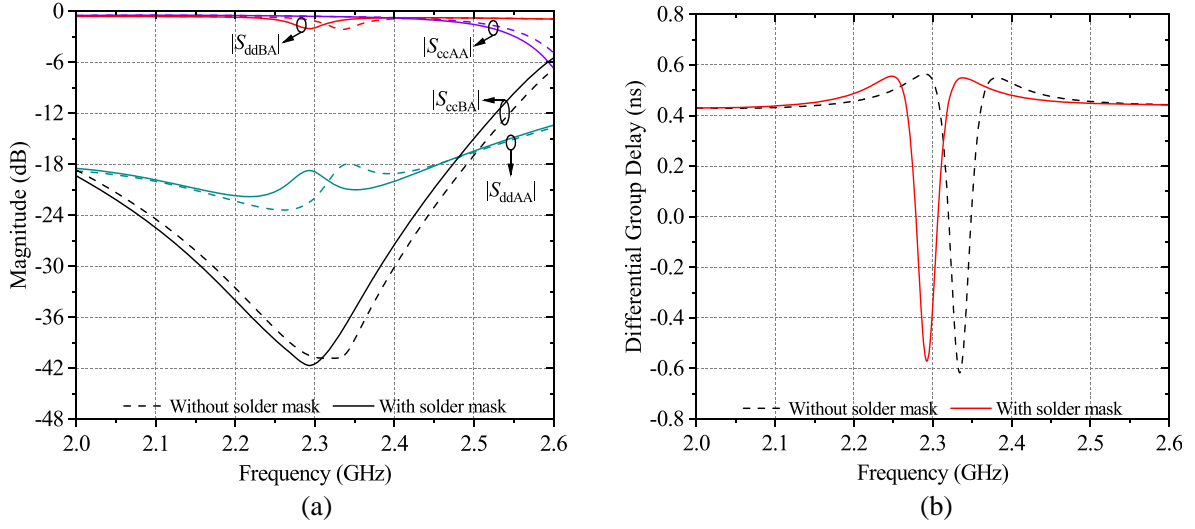 0
-6
-12
-18
-24
-30
-36
-42
-48
Magnitude (dB)
|SddBA|
|SccAA|
|SccBA|
|SddAA|
Without solder mask
With solder mask
2.0 2.1 2.2 2.3 2.4 2.5 2.6
Frequency (GHz)
(a)
0.8
0.6
0.4
0.2
0.0
-0.2
-0.4
-0.6
-0.8
Differential Group Delay (ns)
Without solder mask
With solder mask
2.0 2.1 2.2 2.3 2.4 2.5 2.6
Frequency (GHz)
(b)